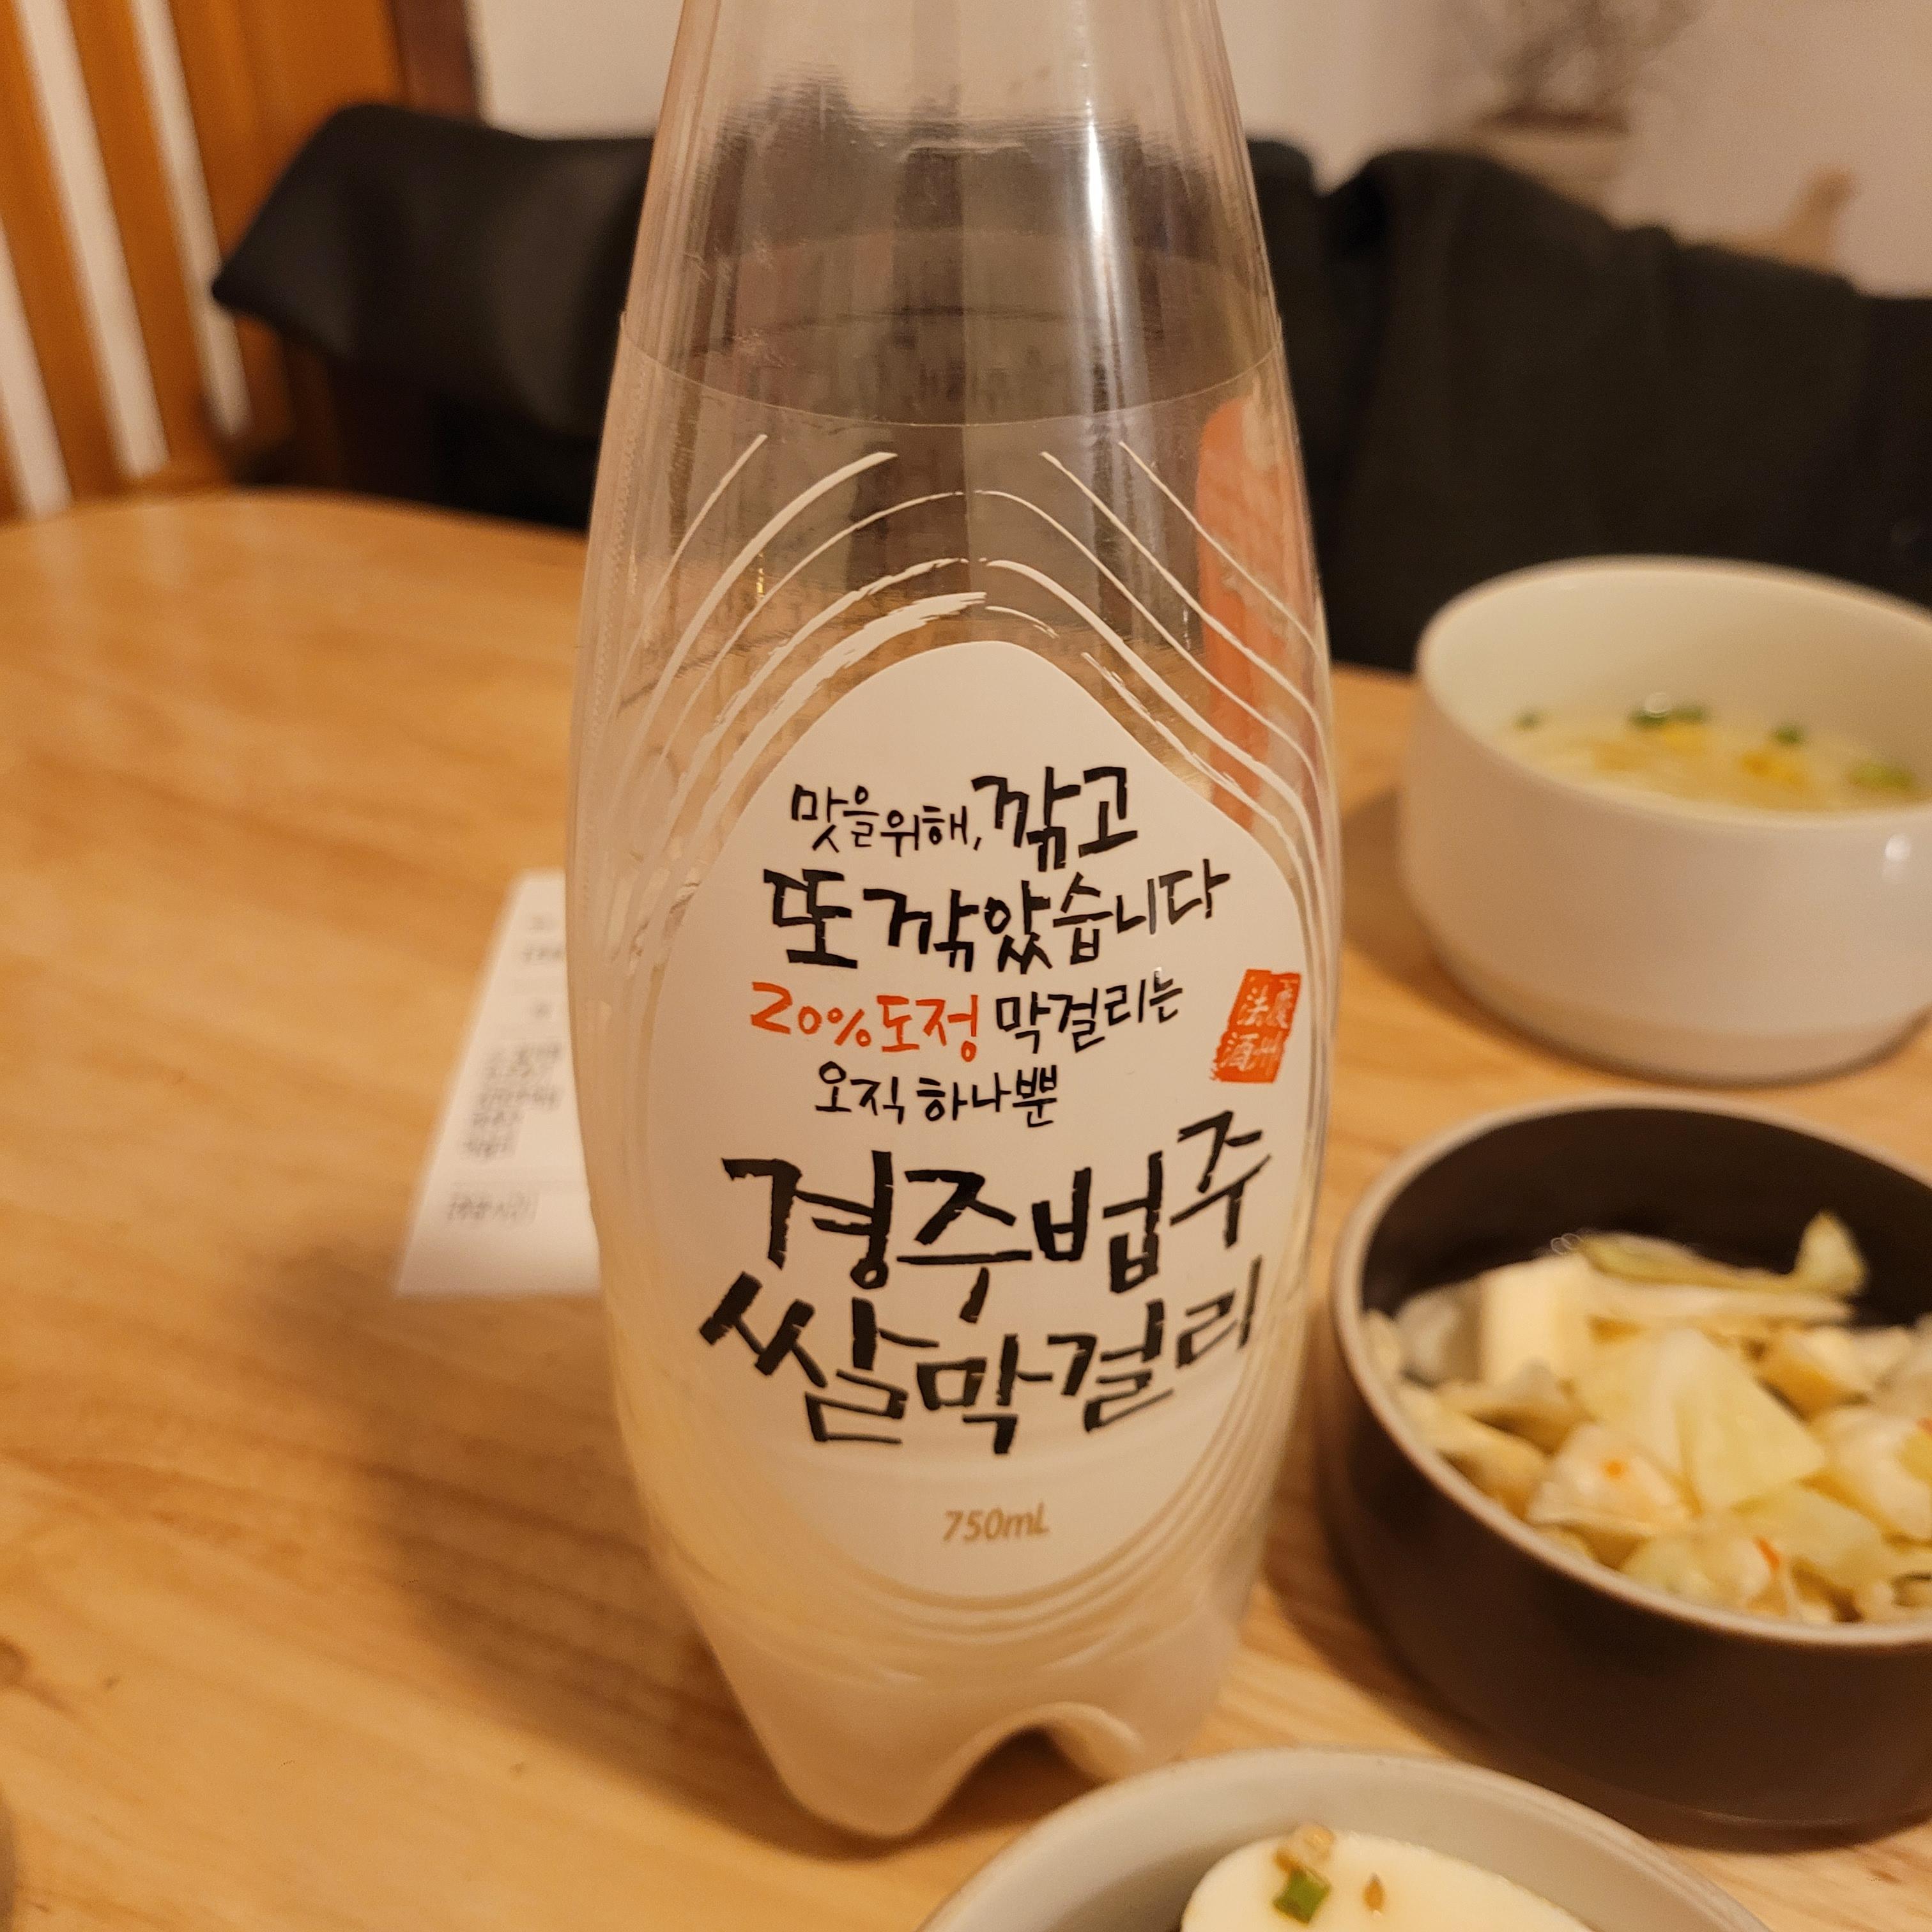 맛을위해,깎고
또깎았습니다
20%도정 막걸리는
오직 하나뿐
慶州
法酒
경주법주
쌀막걸리
750mL